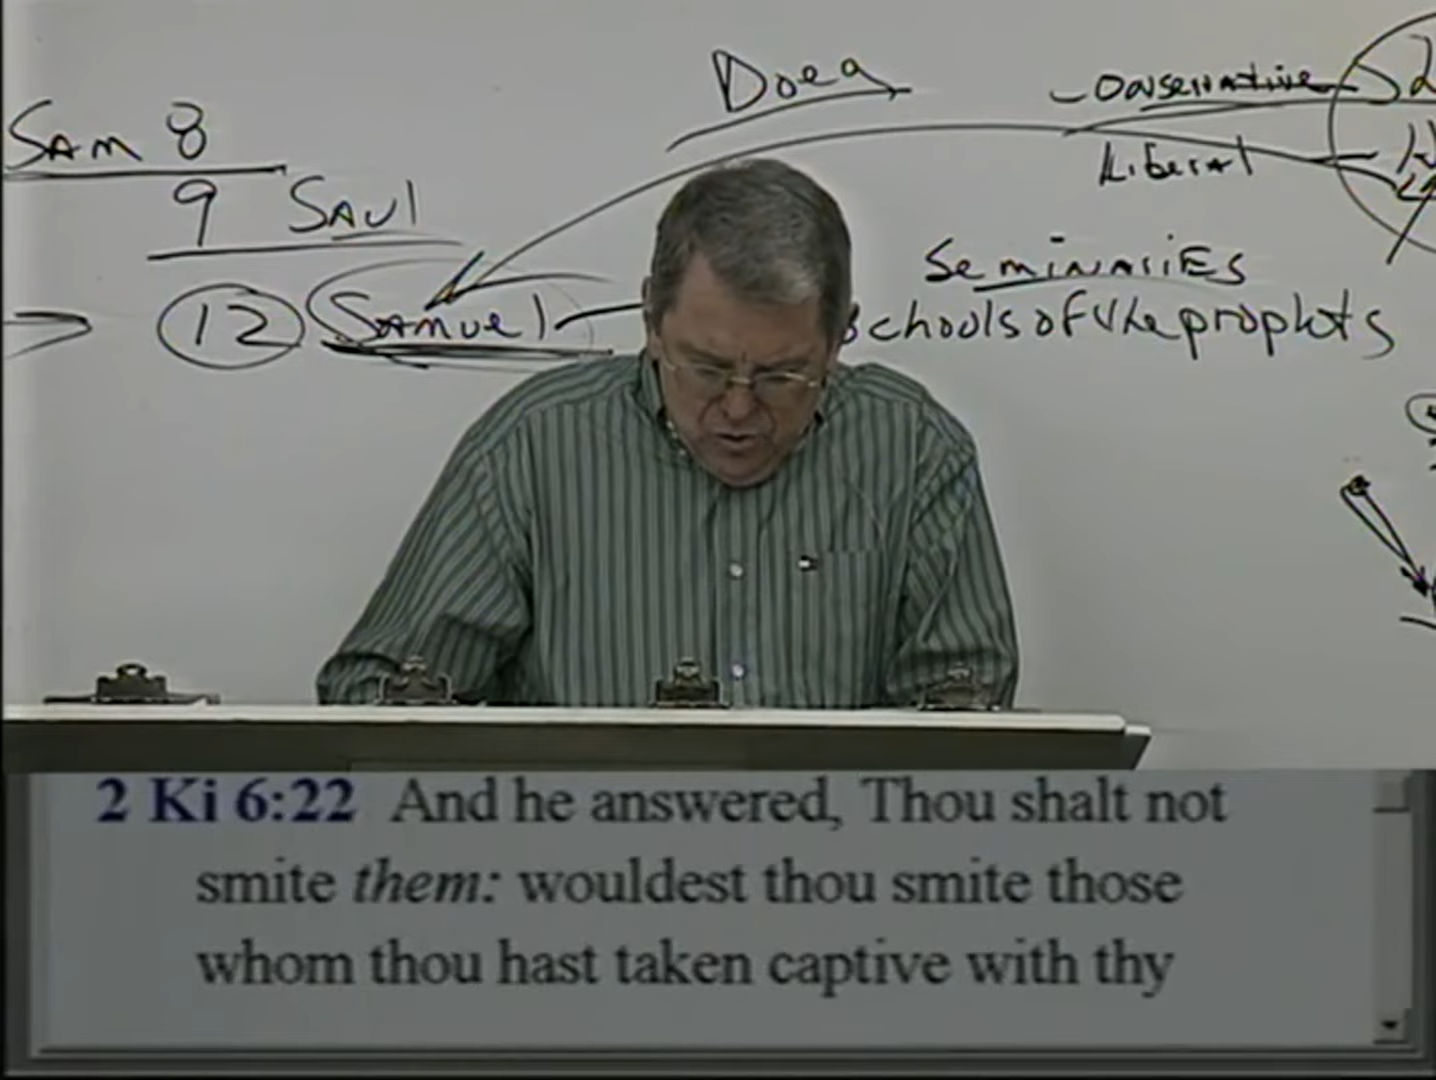 Doeg
Conservative
Liberal
SAM 8
9 SAUl
12 SAmuel
SeminariEs
schools of the prophets
2 Ki 6:22 And he answered, Thou shalt not
smite them: wouldest thou smite those
whom thou hast taken captive with thy